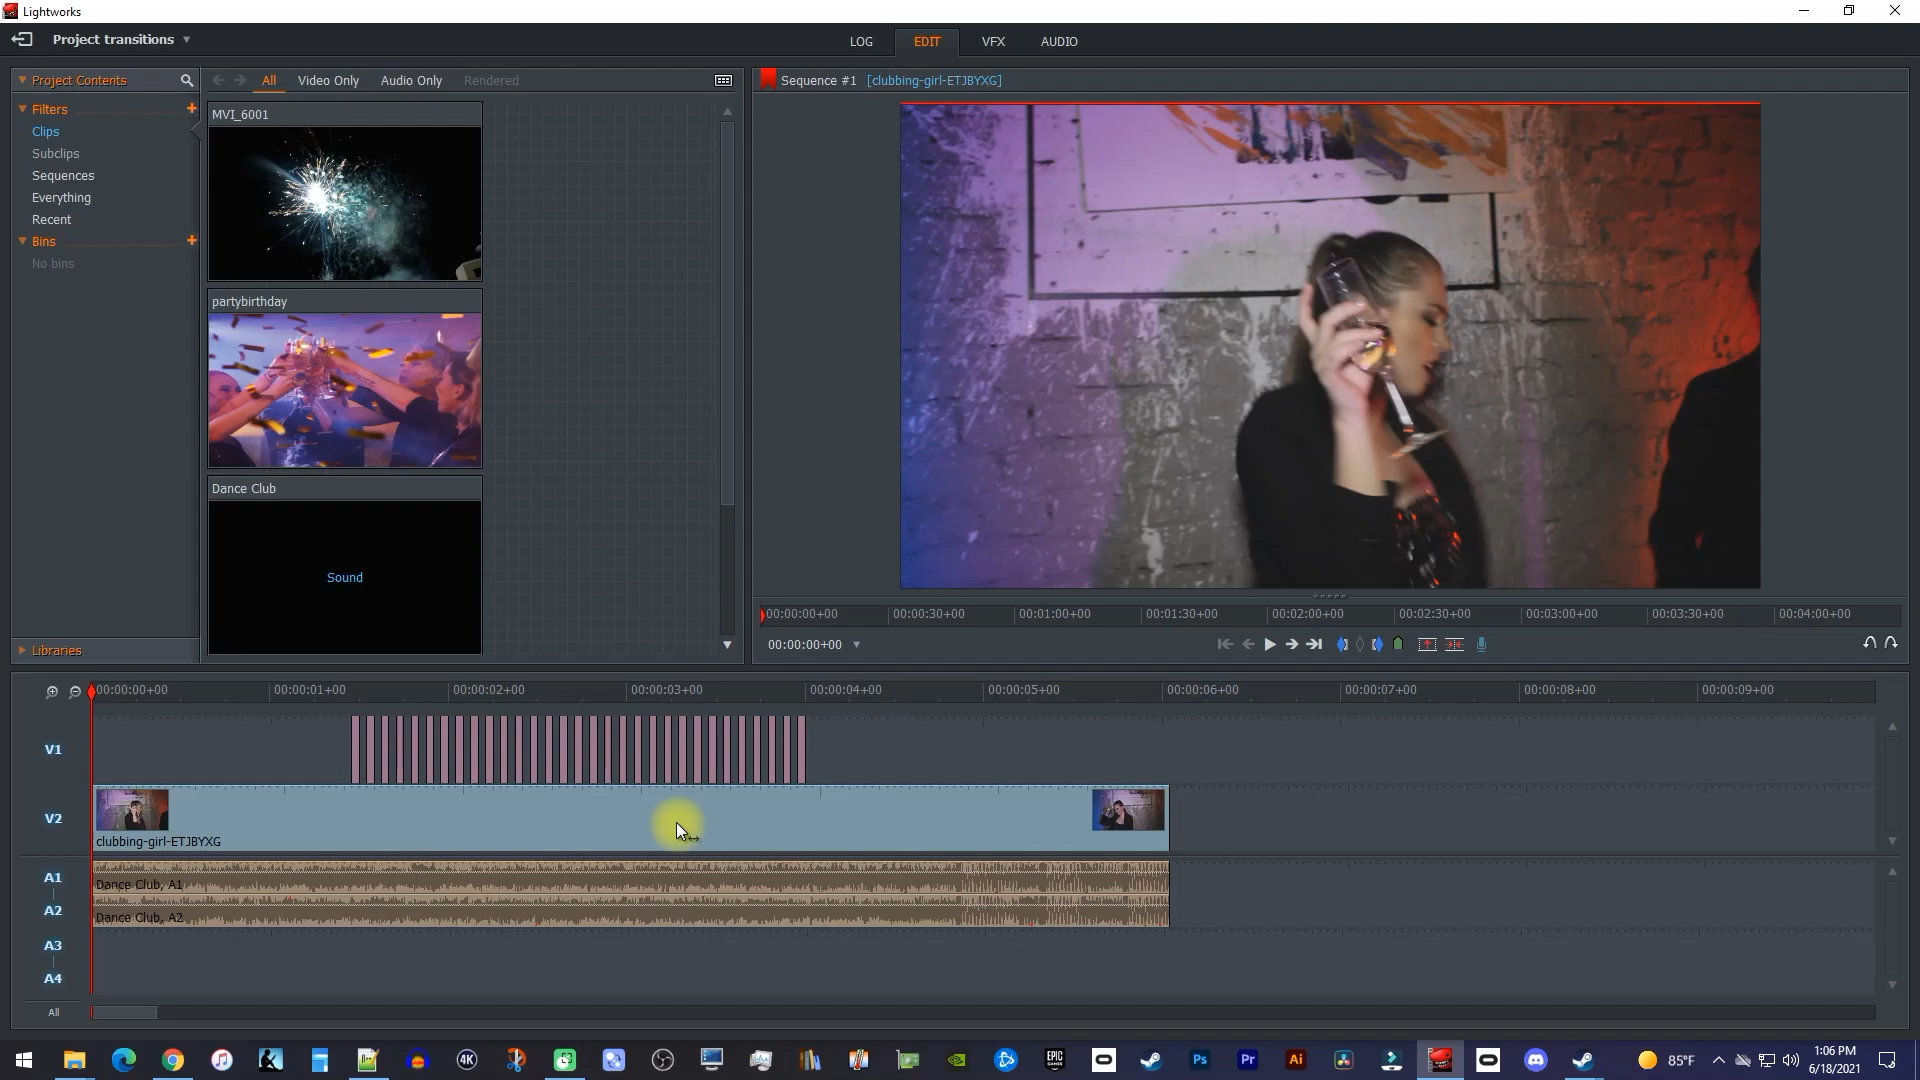 Lightworks
Project transitions
LOG
EDIT
VFX
AUDIO
Project Contents
All
Video Only
Audio Only
Rendered
Filters
Clips
Subclips
Sequences
Everything
Recent
Bins
No bins
Libraries
MVI_6001
partybirthday
Dance Club
Sound
Sequence #1 [clubbing-girl-ETJBYXG]
00:00:00+00 00:00:30+00 00:01:00+00 00:01:30+00 00:02:00+00 00:02:30+00 00:03:00+00 00:03:30+00 00:04:00+00
00:00:00+00
00:00:00+00 00:00:01+00 00:00:02+00 00:00:03+00 00:00:04+00 00:00:05+00 00:00:06+00 00:00:07+00 00:00:08+00 00:00:09+00
V1
V2
clubbing-girl-ETJBYXG
A1
Dance Club, A1
A2
Dance Club, A2
A3
A4
All
4K
EPIC
GAMES
Ps
Pr
Ai
85°F
1:06 PM
6/18/2021